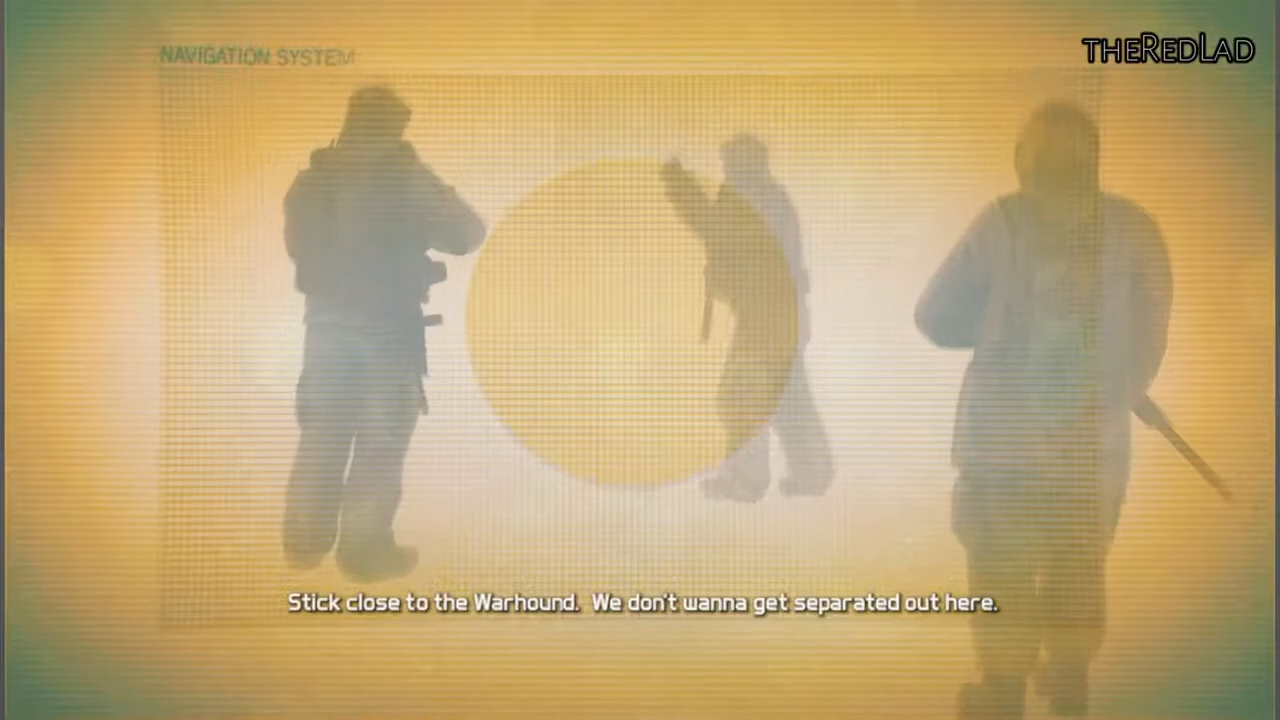 NAVIGATION SYSTEM
THEREDLAD
Stick close to the Warhound. We don't wanna get separated out here.